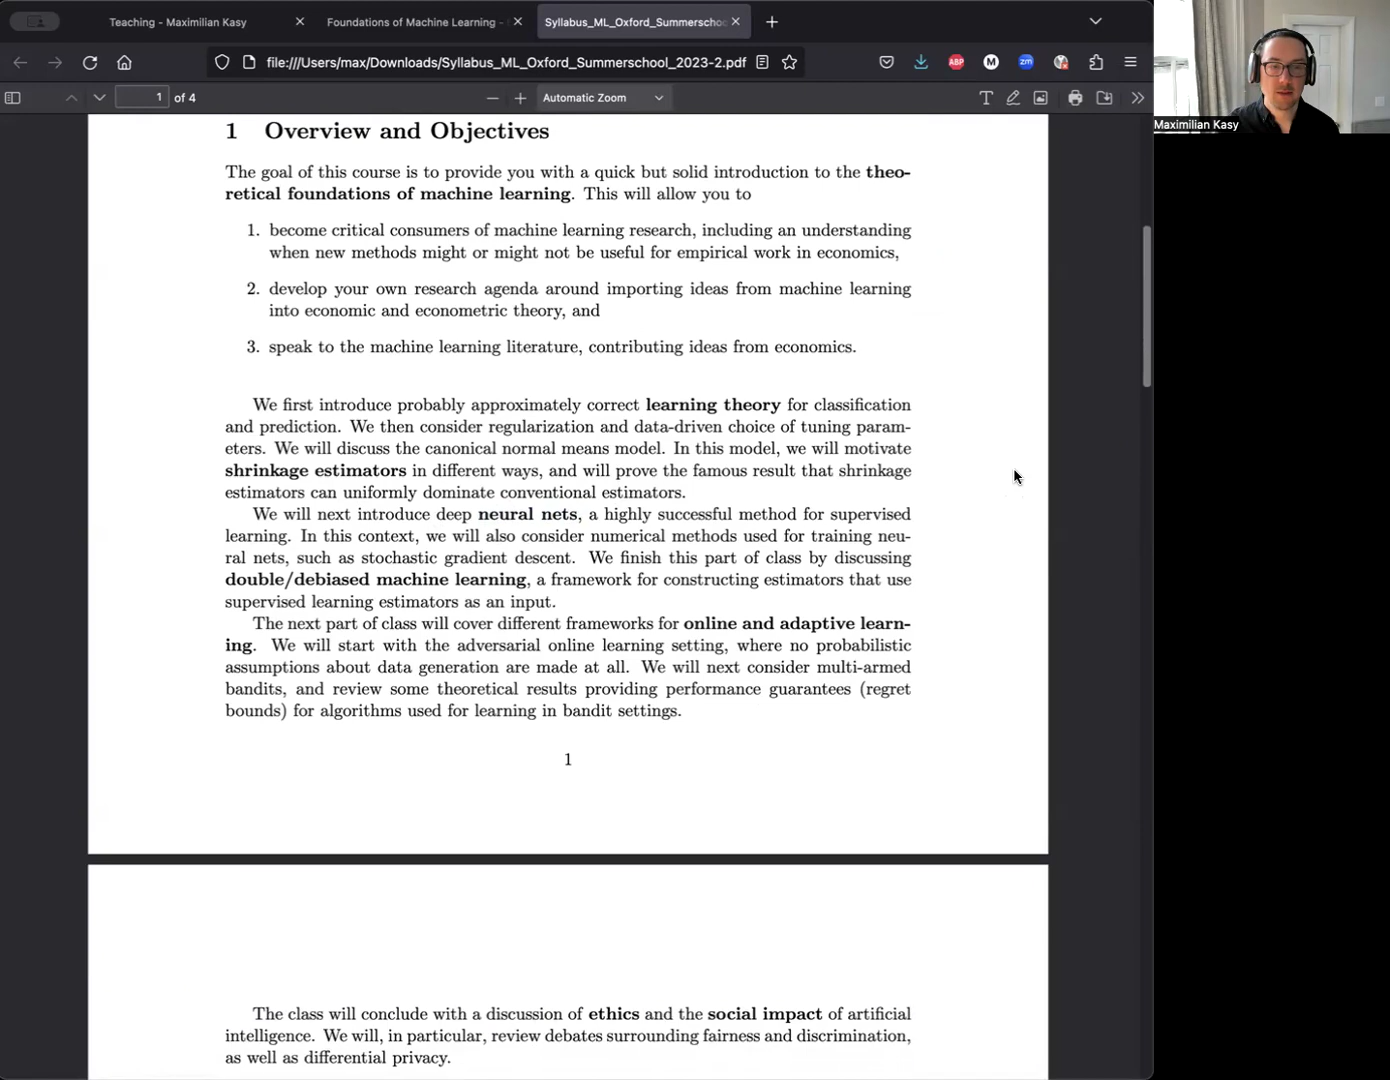 Teaching - Maximilian Kasy
Foundations of Machine Learning -
Syllabus_ML_Oxford_Summerschoo
file:///Users/max/Downloads/Syllabus_ML_Oxford_Summerschool_2023-2.pdf
ABP
M
zm
1 of 4
Automatic Zoom
T
Maximilian Kasy
1 Overview and Objectives
The goal of this course is to provide you with a quick but solid introduction to the theo-
retical foundations of machine learning. This will allow you to
1. become critical consumers of machine learning research, including an understanding
when new methods might or might not be useful for empirical work in economics,
2. develop your own research agenda around importing ideas from machine learning
into economic and econometric theory, and
3. speak to the machine learning literature, contributing ideas from economics.
We first introduce probably approximately correct learning theory for classification
and prediction. We then consider regularization and data-driven choice of tuning param-
eters. We will discuss the canonical normal means model. In this model, we will motivate
shrinkage estimators in different ways, and will prove the famous result that shrinkage
estimators can uniformly dominate conventional estimators.
We will next introduce deep neural nets, a highly successful method for supervised
learning. In this context, we will also consider numerical methods used for training neu-
ral nets, such as stochastic gradient descent. We finish this part of class by discussing
double/debiased machine learning, a framework for constructing estimators that use
supervised learning estimators as an input.
The next part of class will cover different frameworks for online and adaptive learn-
ing. We will start with the adversarial online learning setting, where no probabilistic
assumptions about data generation are made at all. We will next consider multi-armed
bandits, and review some theoretical results providing performance guarantees (regret
bounds) for algorithms used for learning in bandit settings.
1
The class will conclude with a discussion of ethics and the social impact of artificial
intelligence. We will, in particular, review debates surrounding fairness and discrimination,
as well as differential privacy.